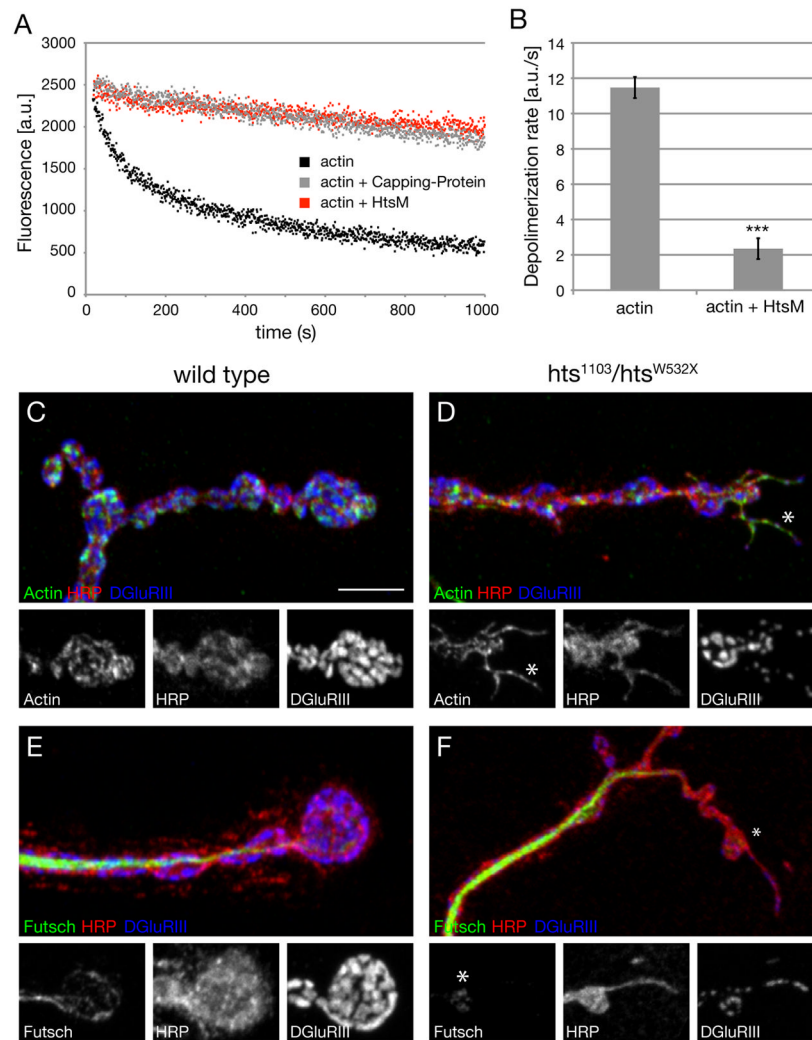 A
Fluorescence [a.u.]
3000
2500
2000
1500
1000
500
0
0
200
400
600
800
1000
time (s)
actin
actin + Capping-Protein
actin + HtsM
B
Depolimerization rate [a.u./s]
14
12
10
8
6
4
2
0
***
actin
actin + HtsM
wild type
hts1103/htsW532X
C
Actin HRP DGluRIII
Actin
HRP
DGluRIII
D
*
Actin HRP DGluRIII
*
Actin
HRP
DGluRIII
E
Futsch HRP DGluRIII
Futsch
HRP
DGluRIII
F
*
Futsch HRP DGluRIII
*
Futsch
HRP
DGluRIII